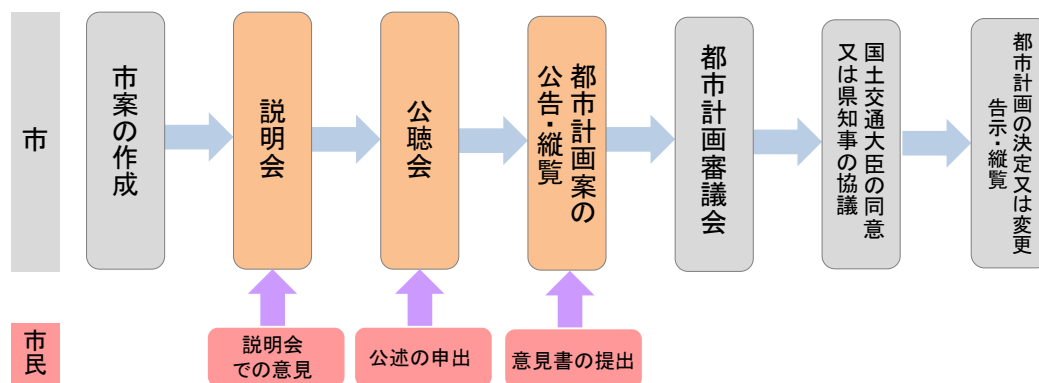 市
市案の作成
説明会
公聴会
都市計画案の
公告・縦覧
都市計画審議会
国土交通大臣の同意
又は県知事の協議
都市計画の決定又は変更
告示・縦覧
市民
説明会
での意見
公述の申出
意見書の提出